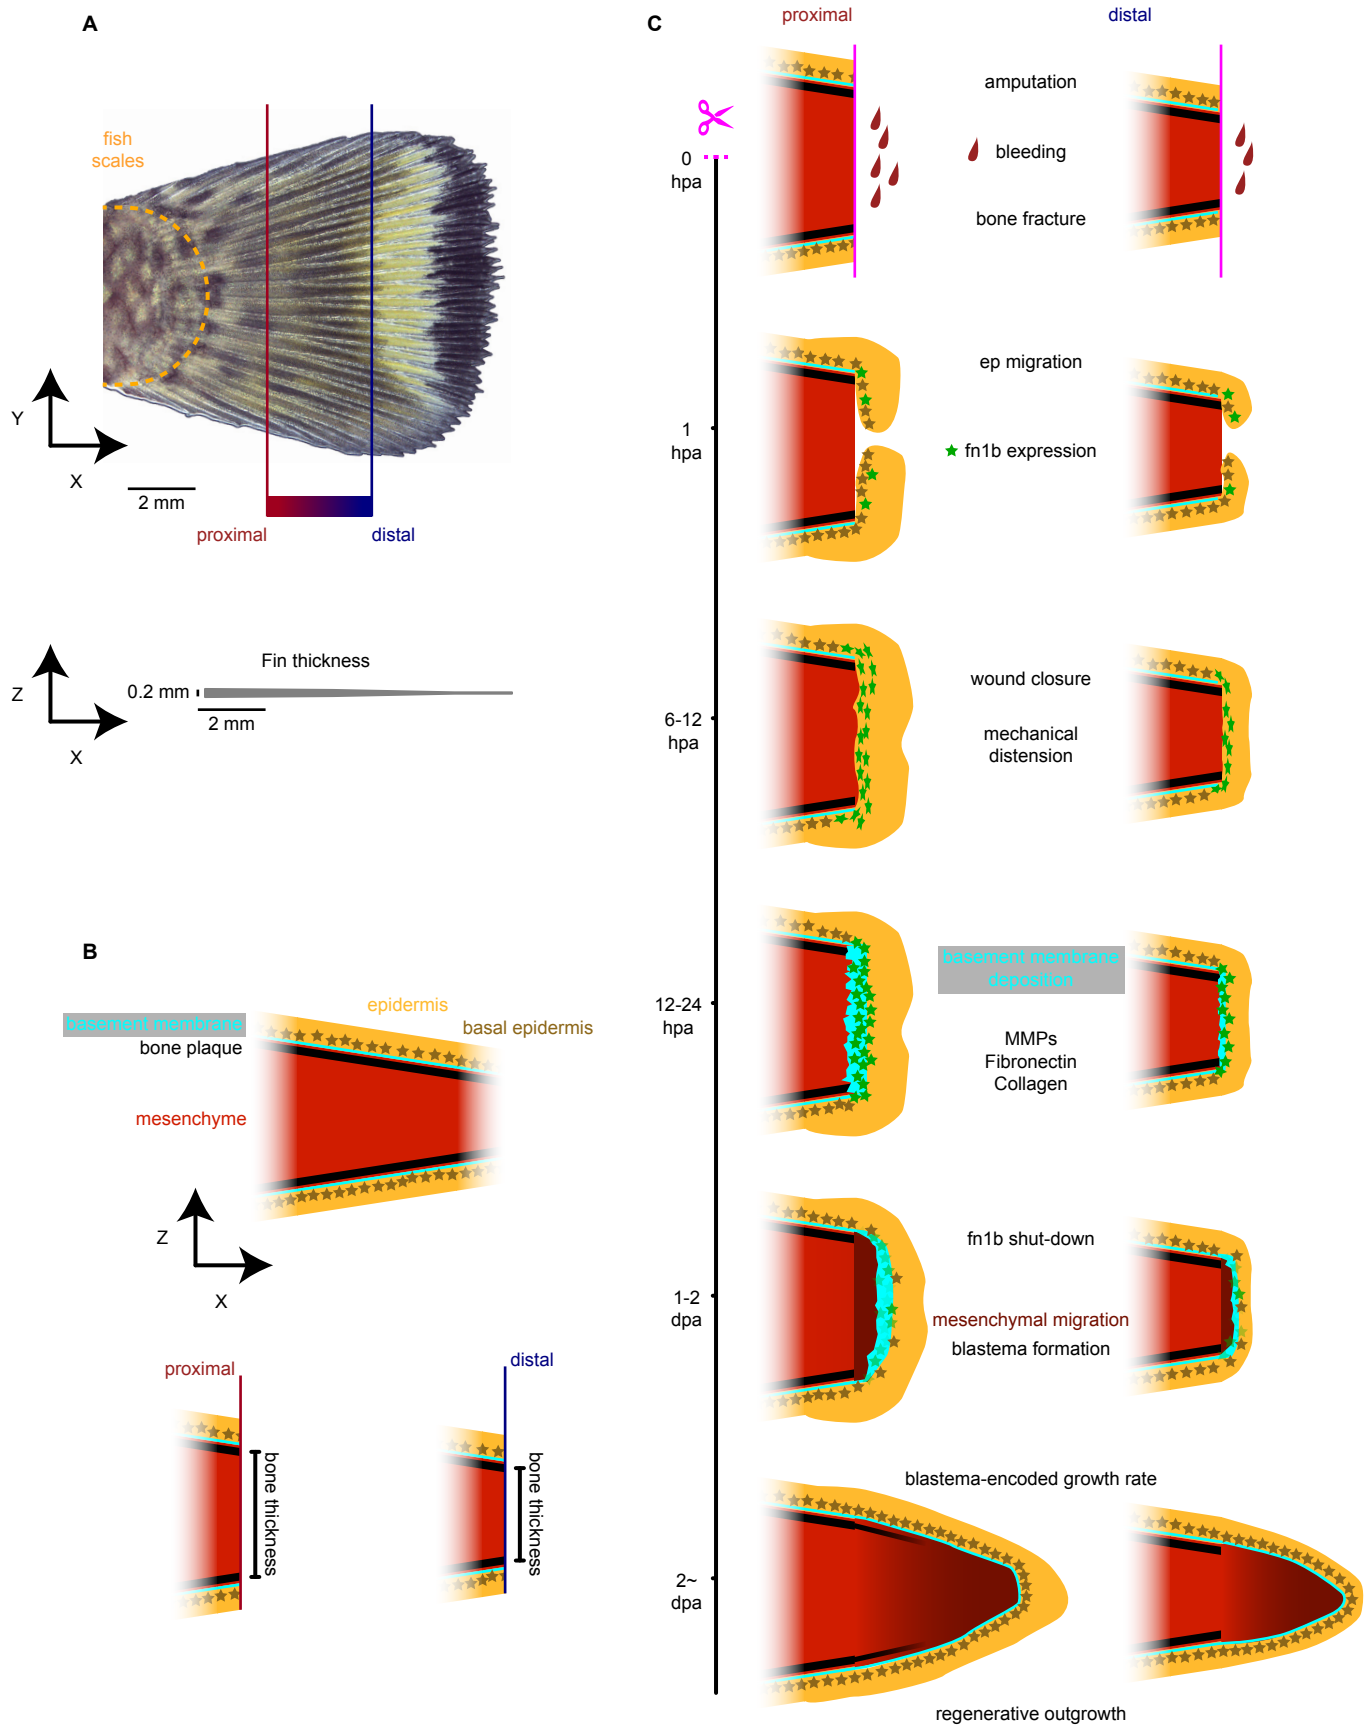 A
fish
scales
Y
X
2 mm
proximal
distal
Fin thickness
Z
0.2 mm
2 mm
X
B
epidermis
basement membrane
basal epidermis
bone plaque
mesenchyme
Z
X
proximal
distal
bone thickness
bone thickness
C
proximal
distal
amputation
0
hpa
bleeding
bone fracture
ep migration
1
hpa
fn1b expression
wound closure
6-12
hpa
mechanical
distension
basement membrane
deposition
12-24
hpa
MMPs
Fibronectin
Collagen
fn1b shut-down
1-2
dpa
mesenchymal migration
blastema formation
blastema-encoded growth rate
2~
dpa
regenerative outgrowth